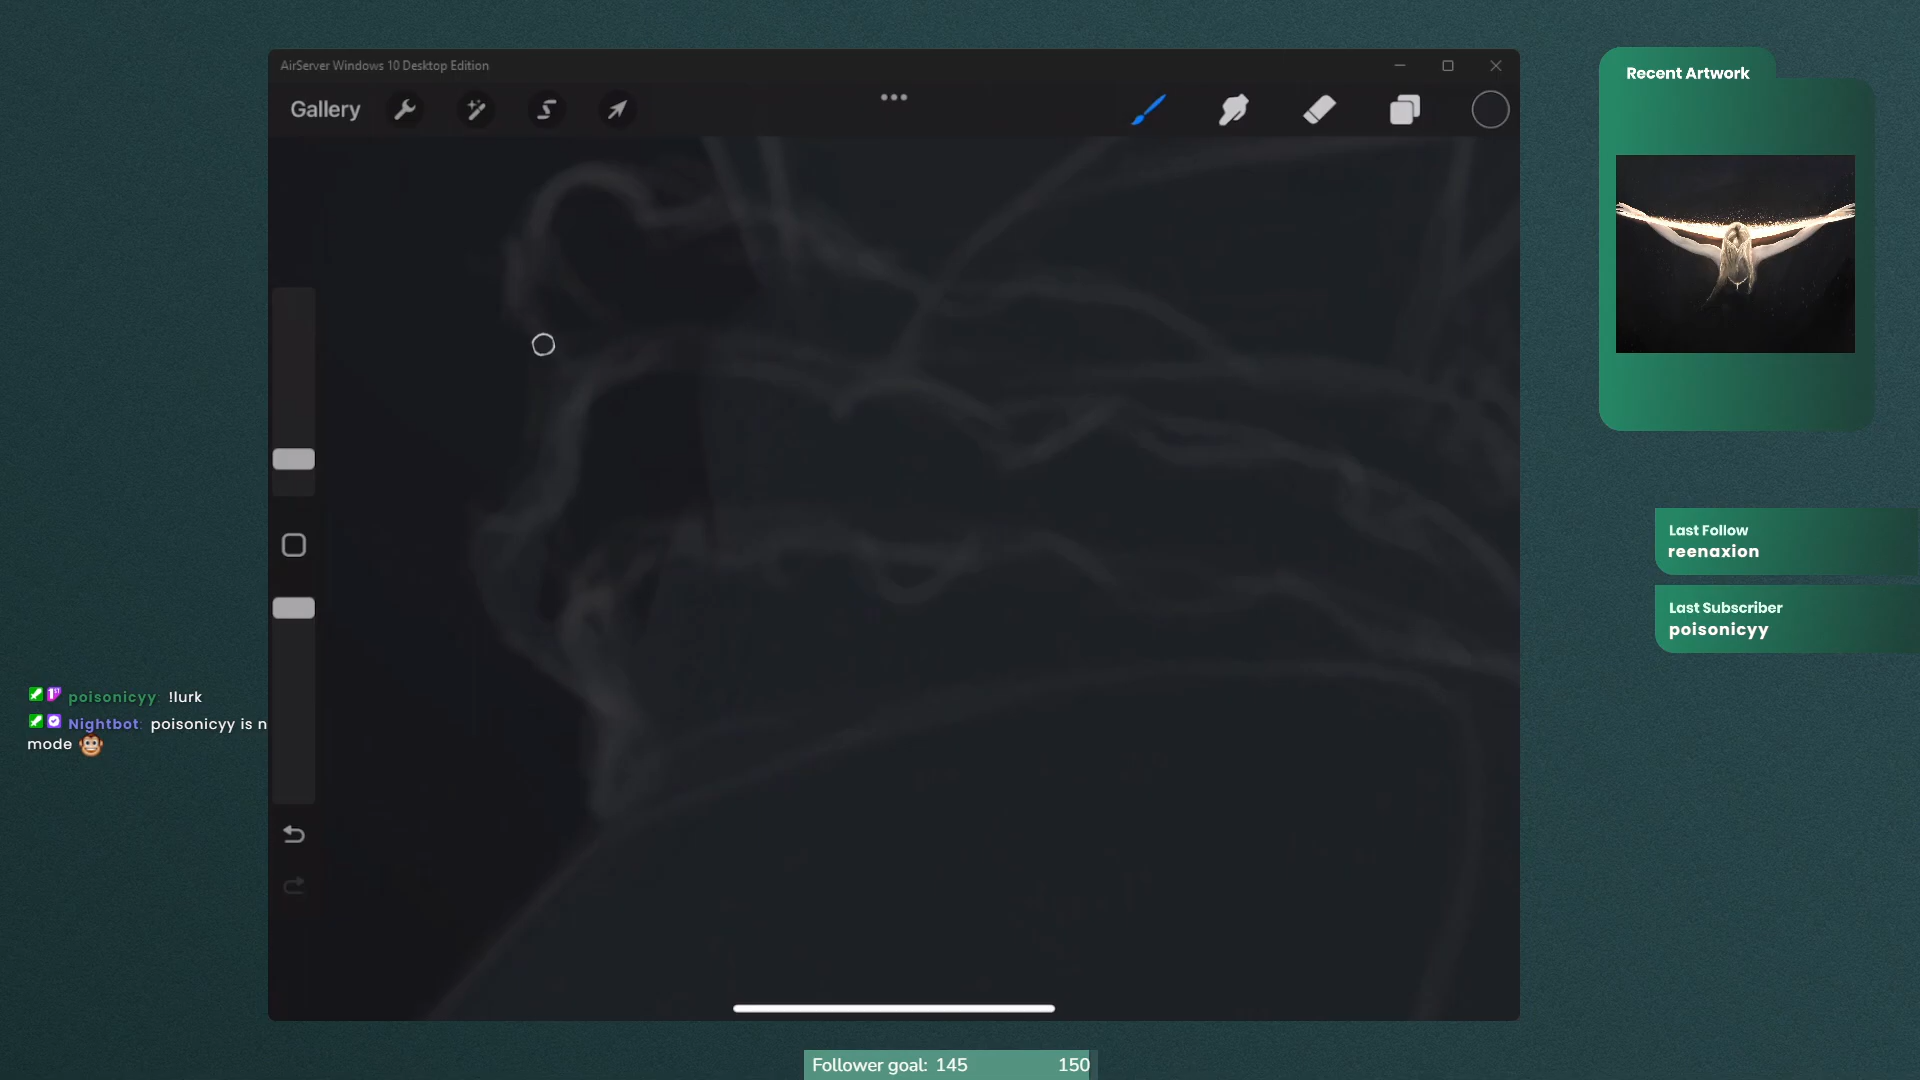 AirServer Windows 10 Desktop Edition
Gallery
Recent Artwork
Last Follow
reenaxion
Last Subscriber
poisonicyy
poisonicyy: !lurk
Nightbot: poisonicyy is n
mode
Follower goal: 145 150